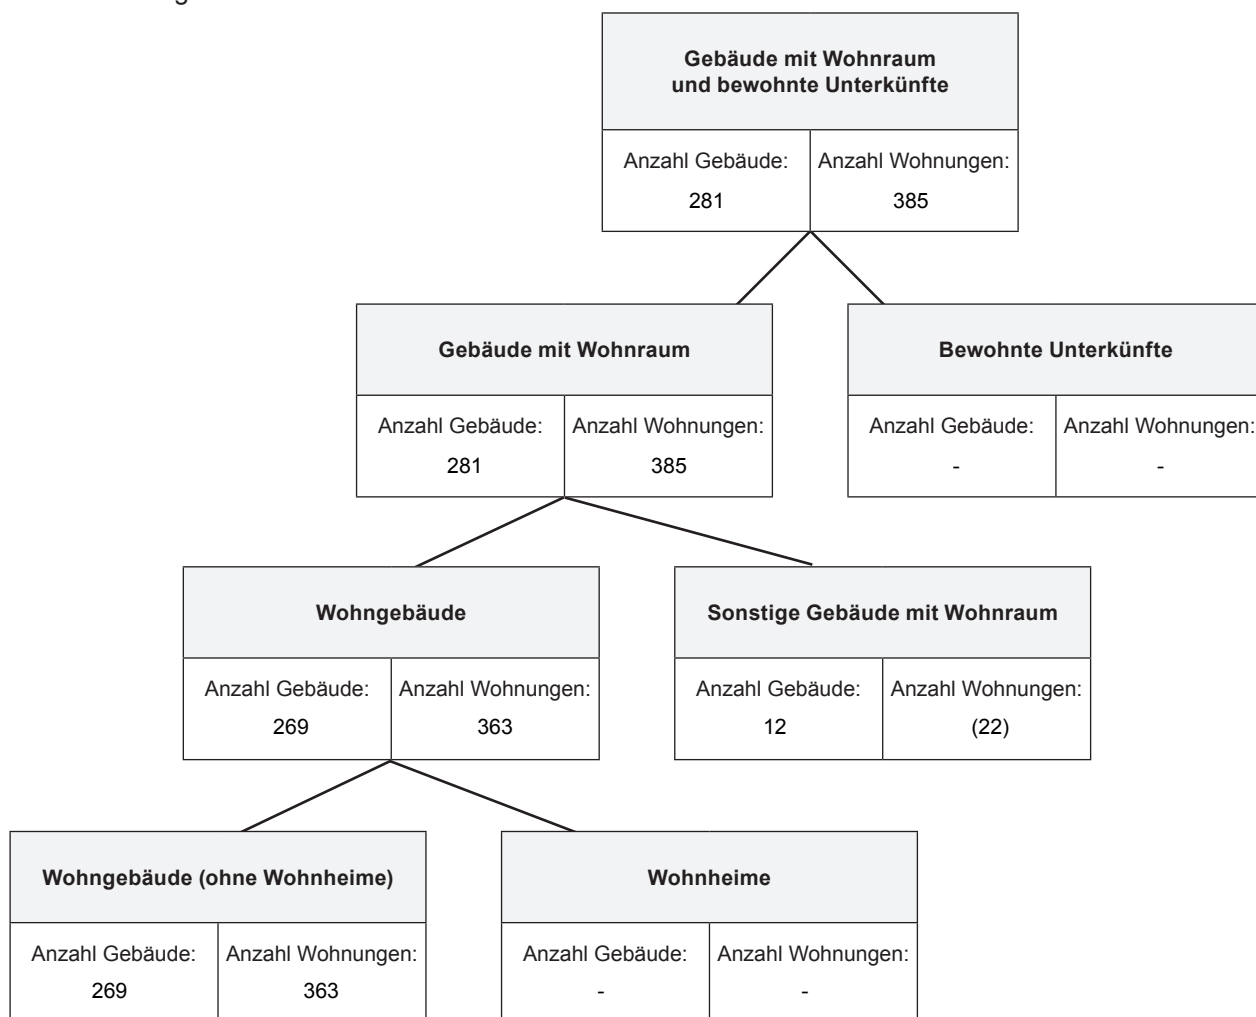 Gebäude mit Wohnraum
und bewohnte Unterkünfte
Anzahl Gebäude: Anzahl Wohnungen:
281 385
Gebäude mit Wohnraum
Anzahl Gebäude: Anzahl Wohnungen:
281 385
Bewohnte Unterkünfte
Anzahl Gebäude: Anzahl Wohnungen:
- -
Wohngebäude
Anzahl Gebäude: Anzahl Wohnungen:
269 363
Sonstige Gebäude mit Wohnraum
Anzahl Gebäude: Anzahl Wohnungen:
12 (22)
Wohngebäude (ohne Wohnheime)
Anzahl Gebäude: Anzahl Wohnungen:
269 363
Wohnheime
Anzahl Gebäude: Anzahl Wohnungen:
- -